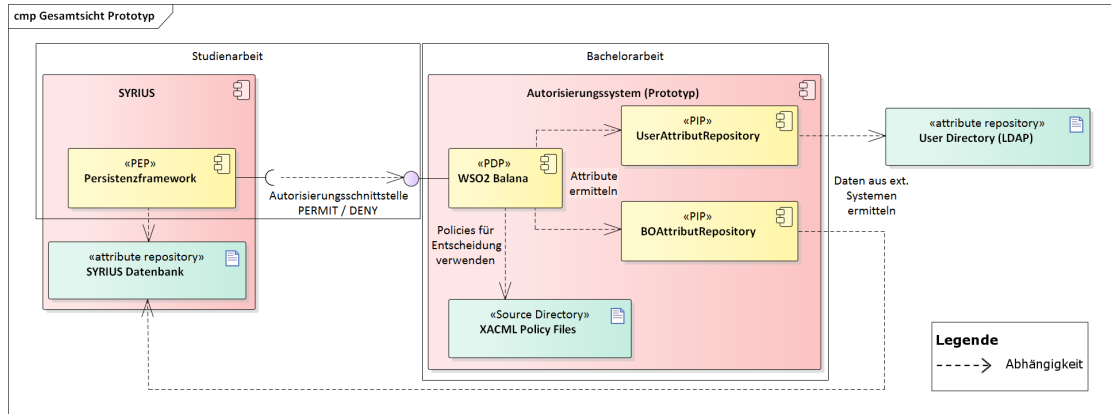 cmp Gesamtsicht Prototyp
Studienarbeit
SYRIUS
«PEP»
Persistenzframework
Autorisierungsschnittstelle
PERMIT / DENY
«attribute repository»
SYRIUS Datenbank
Bachelorarbeit
Autorisierungssystem (Prototyp)
«PDP»
WSO2 Balana
«PIP»
UserAttributRepository
Attribute
ermitteln
«PIP»
BOAttributRepository
Policies für
Entscheidung
verwenden
«Source Directory»
XACML Policy Files
«attribute repository»
User Directory (LDAP)
Daten aus ext.
Systemen
ermitteln
Legende
Abhängigkeit